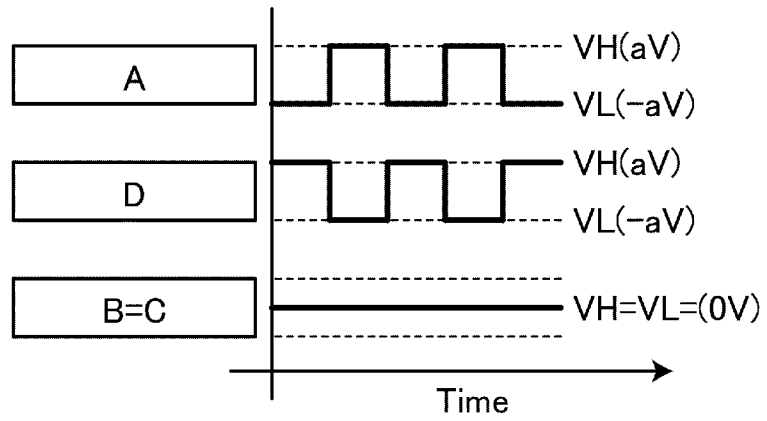 A
VH(aV)
VL(-aV)
D
VH(aV)
VL(-aV)
B=C
VH=VL=(0V)
Time